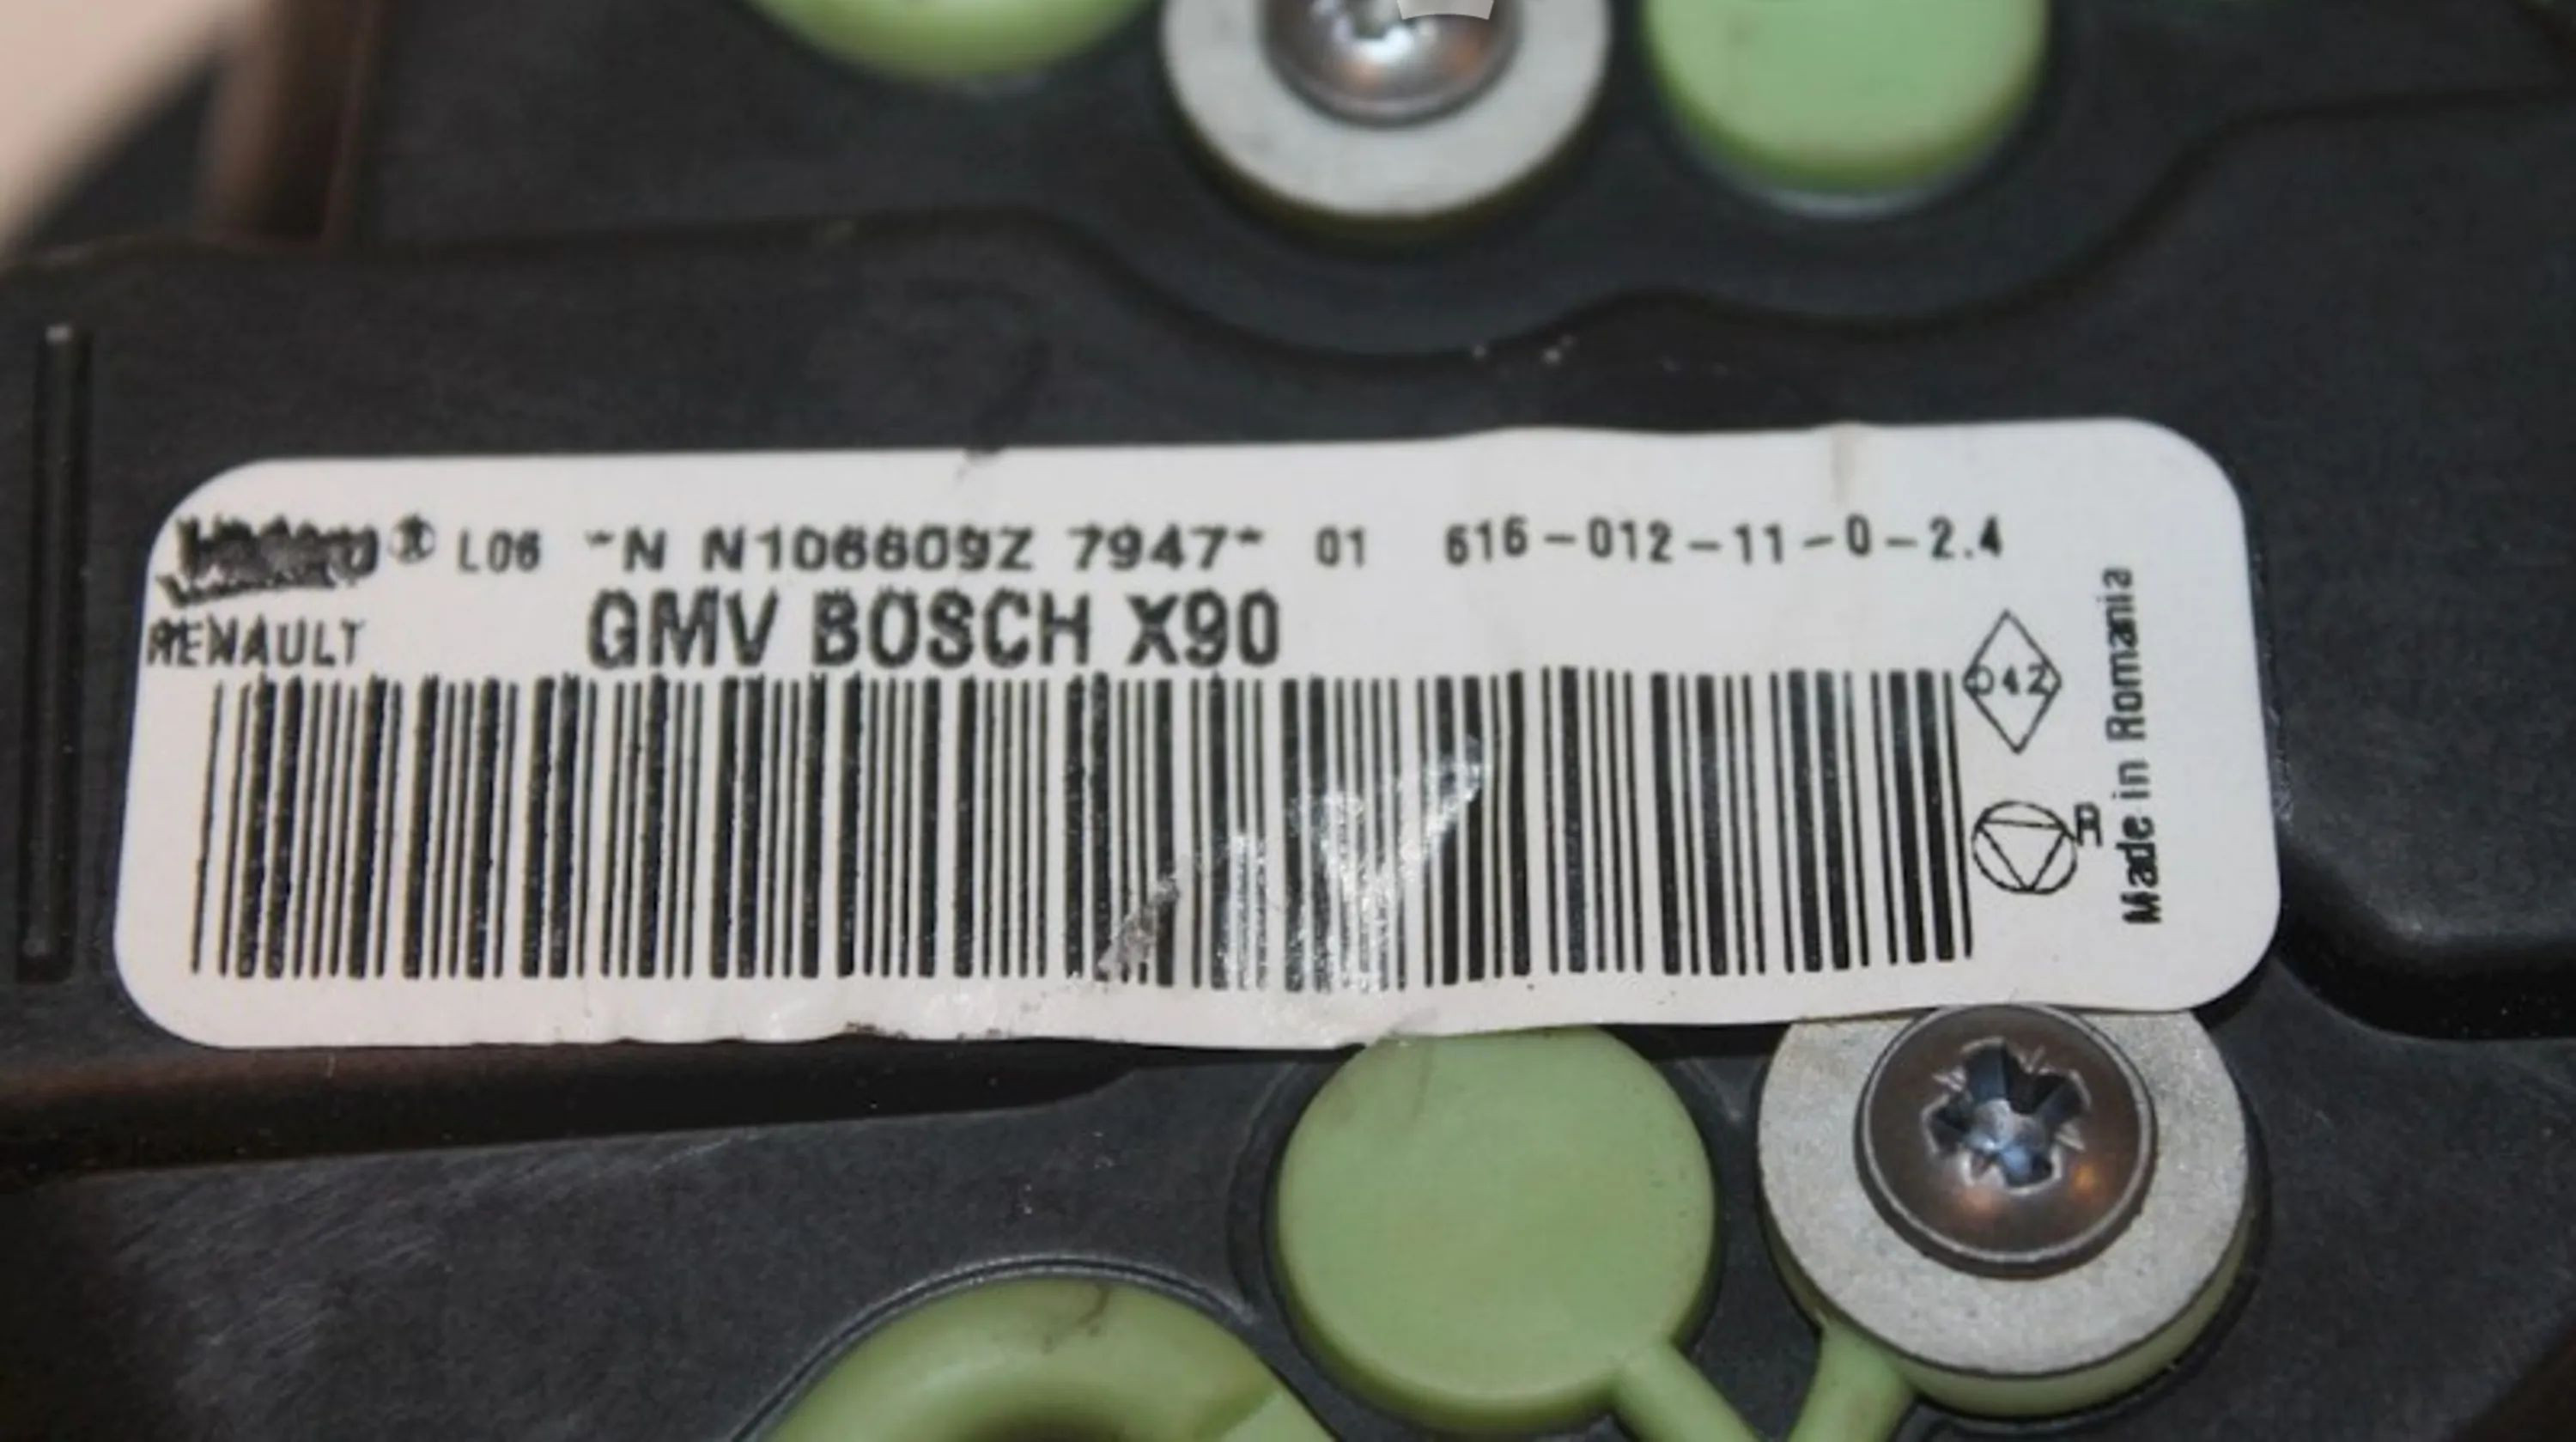 ® L06 -N N106609Z 7947- 01 616-012-11-0-2.4
RENAULT GMV BOSCH X90
042
R
Made in Romania